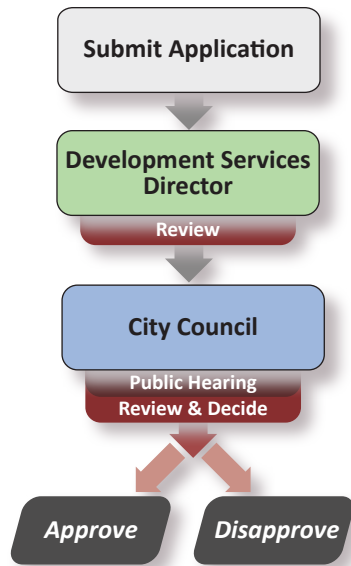 Submit Application
Development Services
Director
Review
City Council
Public Hearing
Review & Decide
Approve
Disapprove